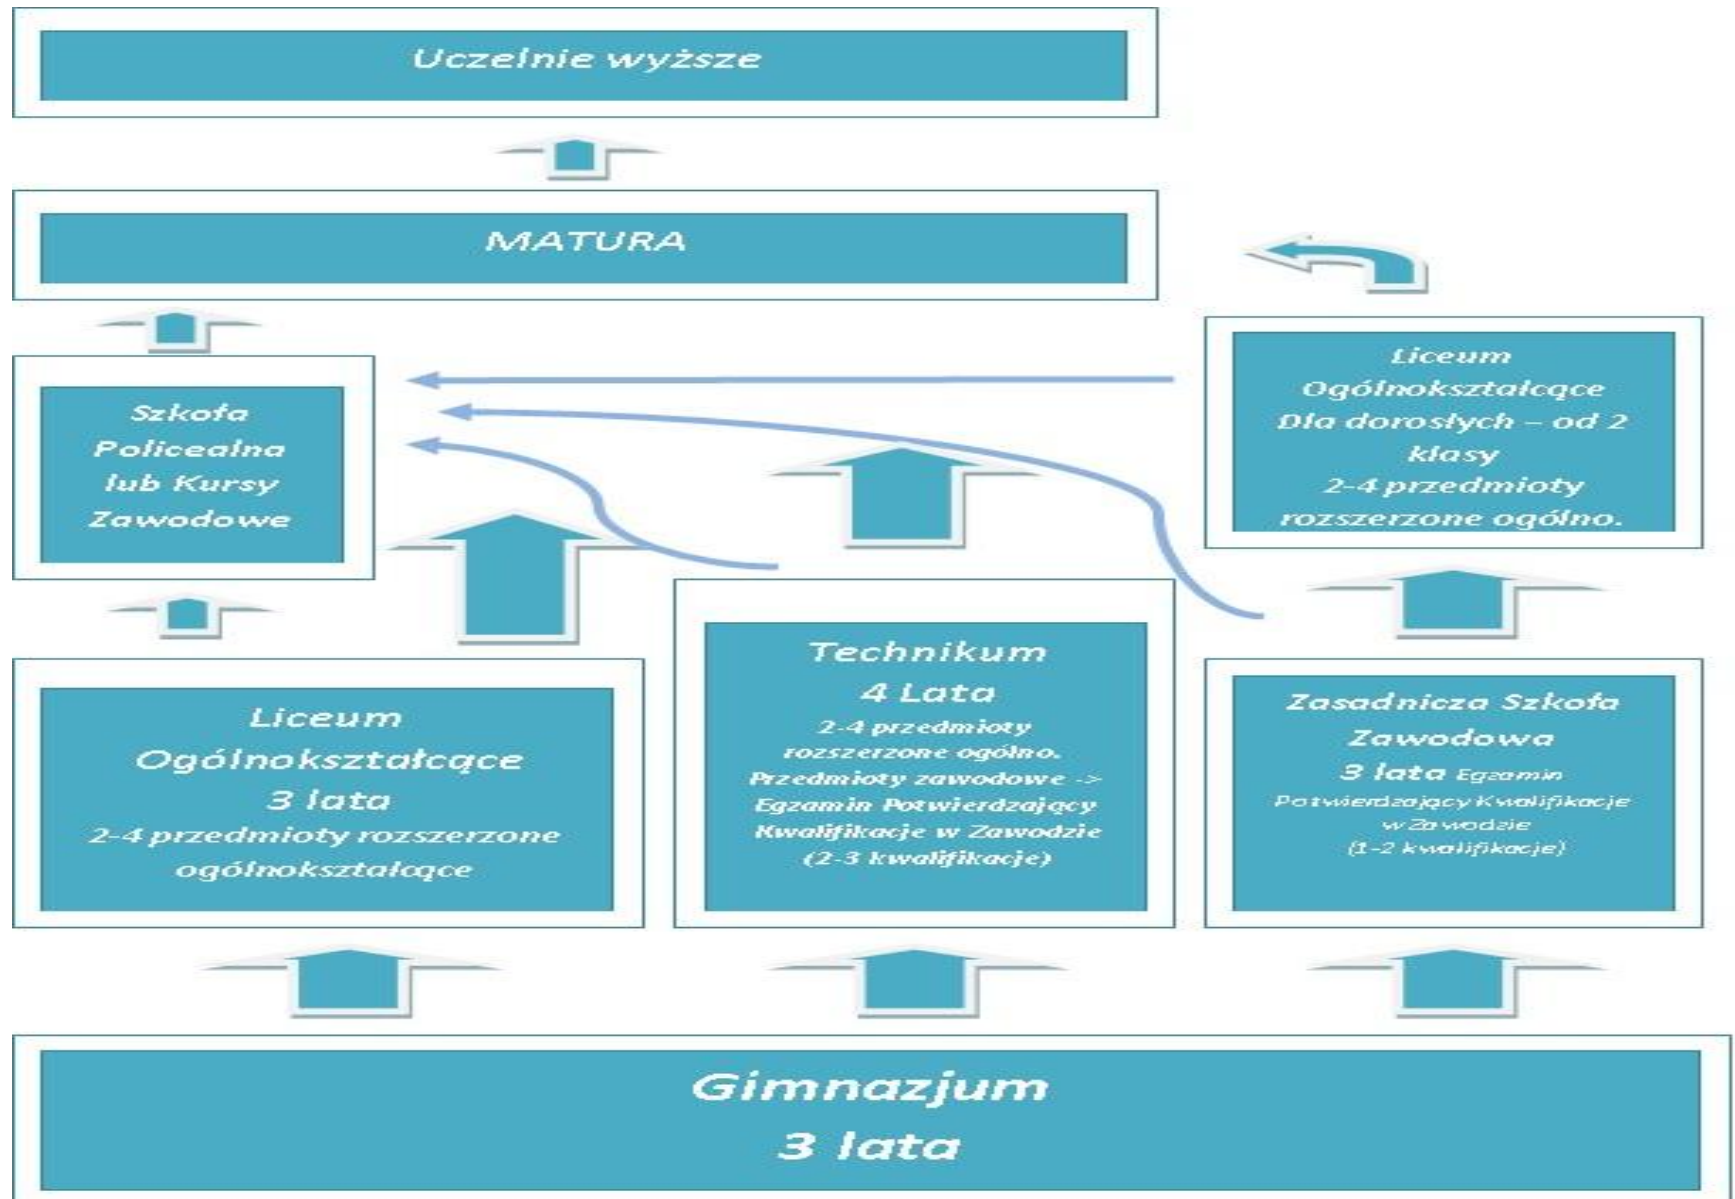 Uczelnie wyższe
MATURA
Szkoła
Policealna
lub Kursy
Zawodowe
Liceum
Ogólnokształcące
Dla dorosłych – od 2
klasy
2-4 przedmioty
rozszerzone ogólno.
Liceum
Ogólnokształcące
3 lata
2-4 przedmioty rozszerzone
ogólnokształcące
Technikum
4 Lata
2-4 przedmioty
rozszerzone ogólno.
Przedmioty zawodowe ->
Egzamin Potwierdzający
Kwalifikacje w Zawodzie
(2-3 kwalifikacje)
Zasadnicza Szkoła
Zawodowa
3 lata Egzamin
Potwierdzający Kwalifikacje
w Zawodzie
(1-2 kwalifikacje)
Gimnazjum
3 lata